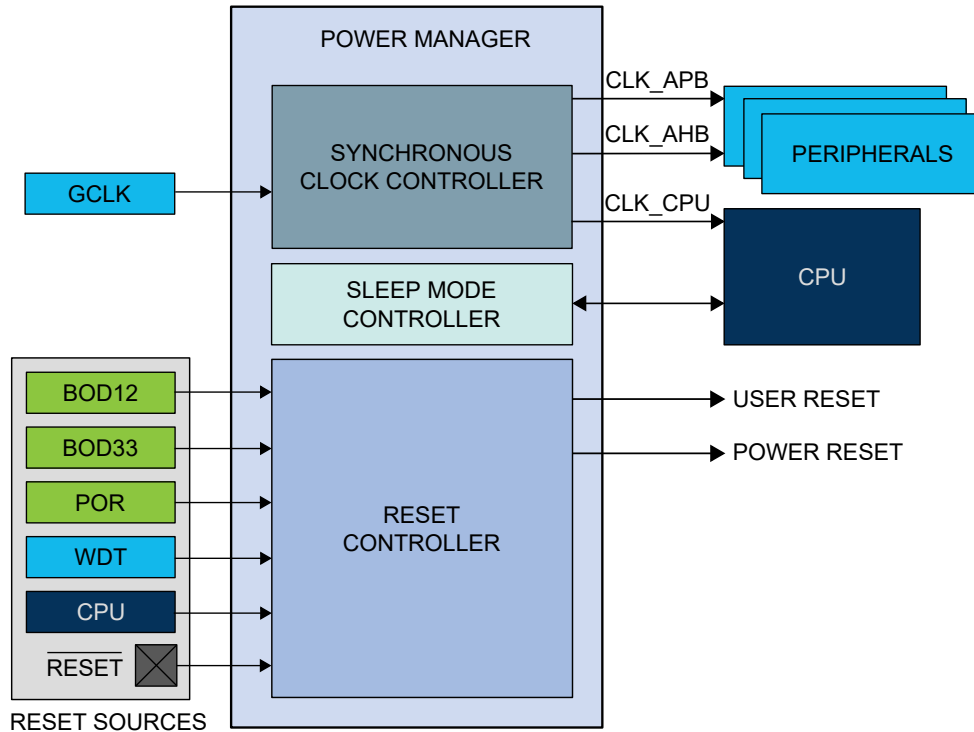 POWER MANAGER
CLK_APB
SYNCHRONOUS
CLOCK CONTROLLER
CLK_AHB
PERIPHERALS
GCLK
CLK_CPU
CPU
SLEEP MODE
CONTROLLER
BOD12
USER RESET
BOD33
POWER RESET
POR
RESET
CONTROLLER
WDT
CPU
RESET
RESET SOURCES